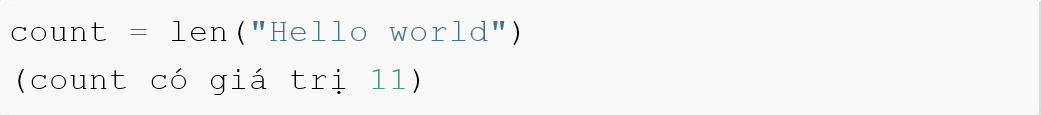 count = len("Hello world")
(count có giá trị 11)